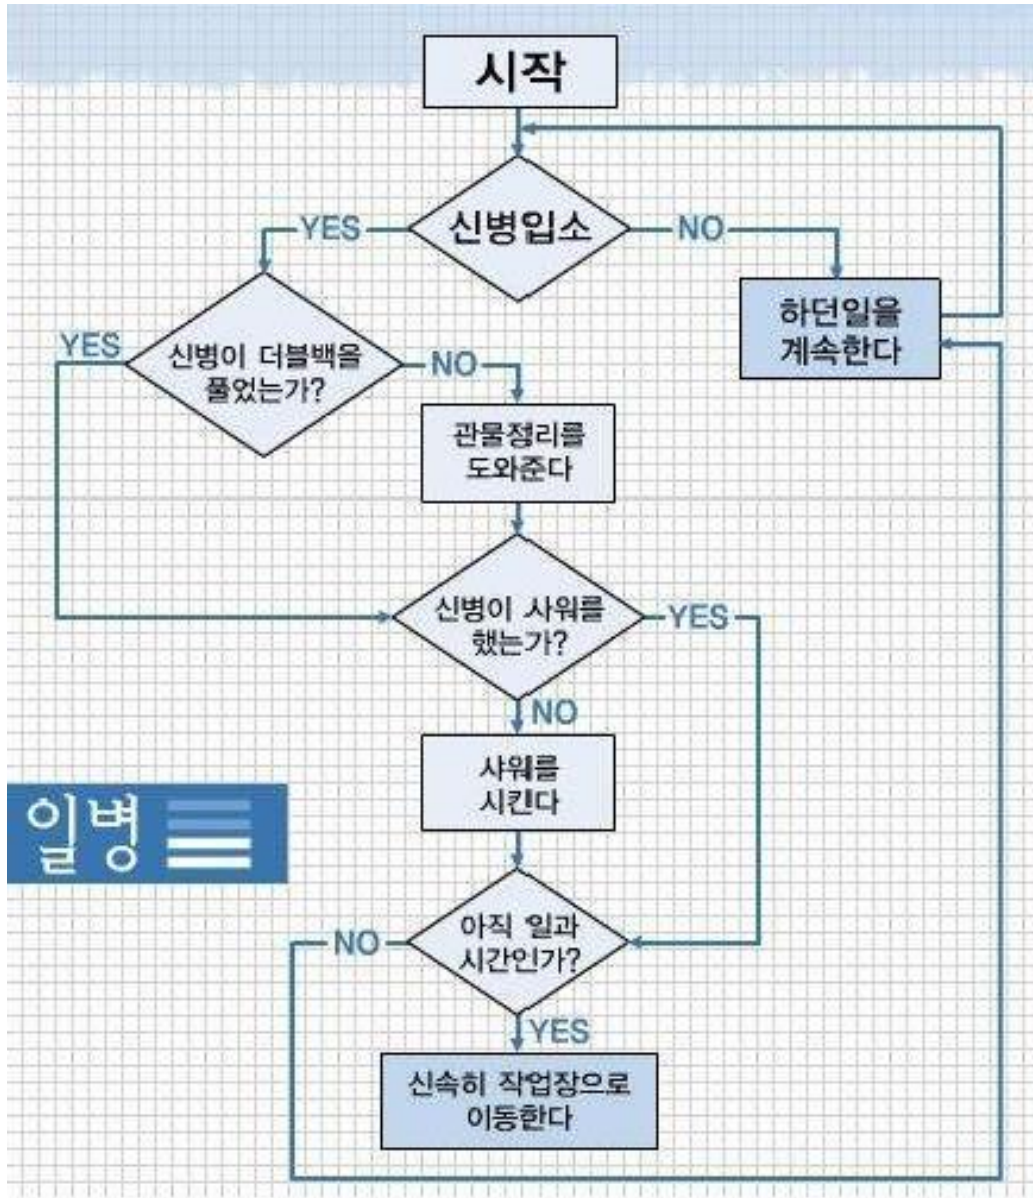 시작
신병입소
YES
NO
하던일을
계속한다
신병이 더블백을
풀었는가?
YES
NO
관물정리를
도와준다
신병이 샤워를
했는가?
YES
NO
샤워를
시킨다
일병
아직 일과
시간인가?
NO
YES
신속히 작업장으로
이동한다